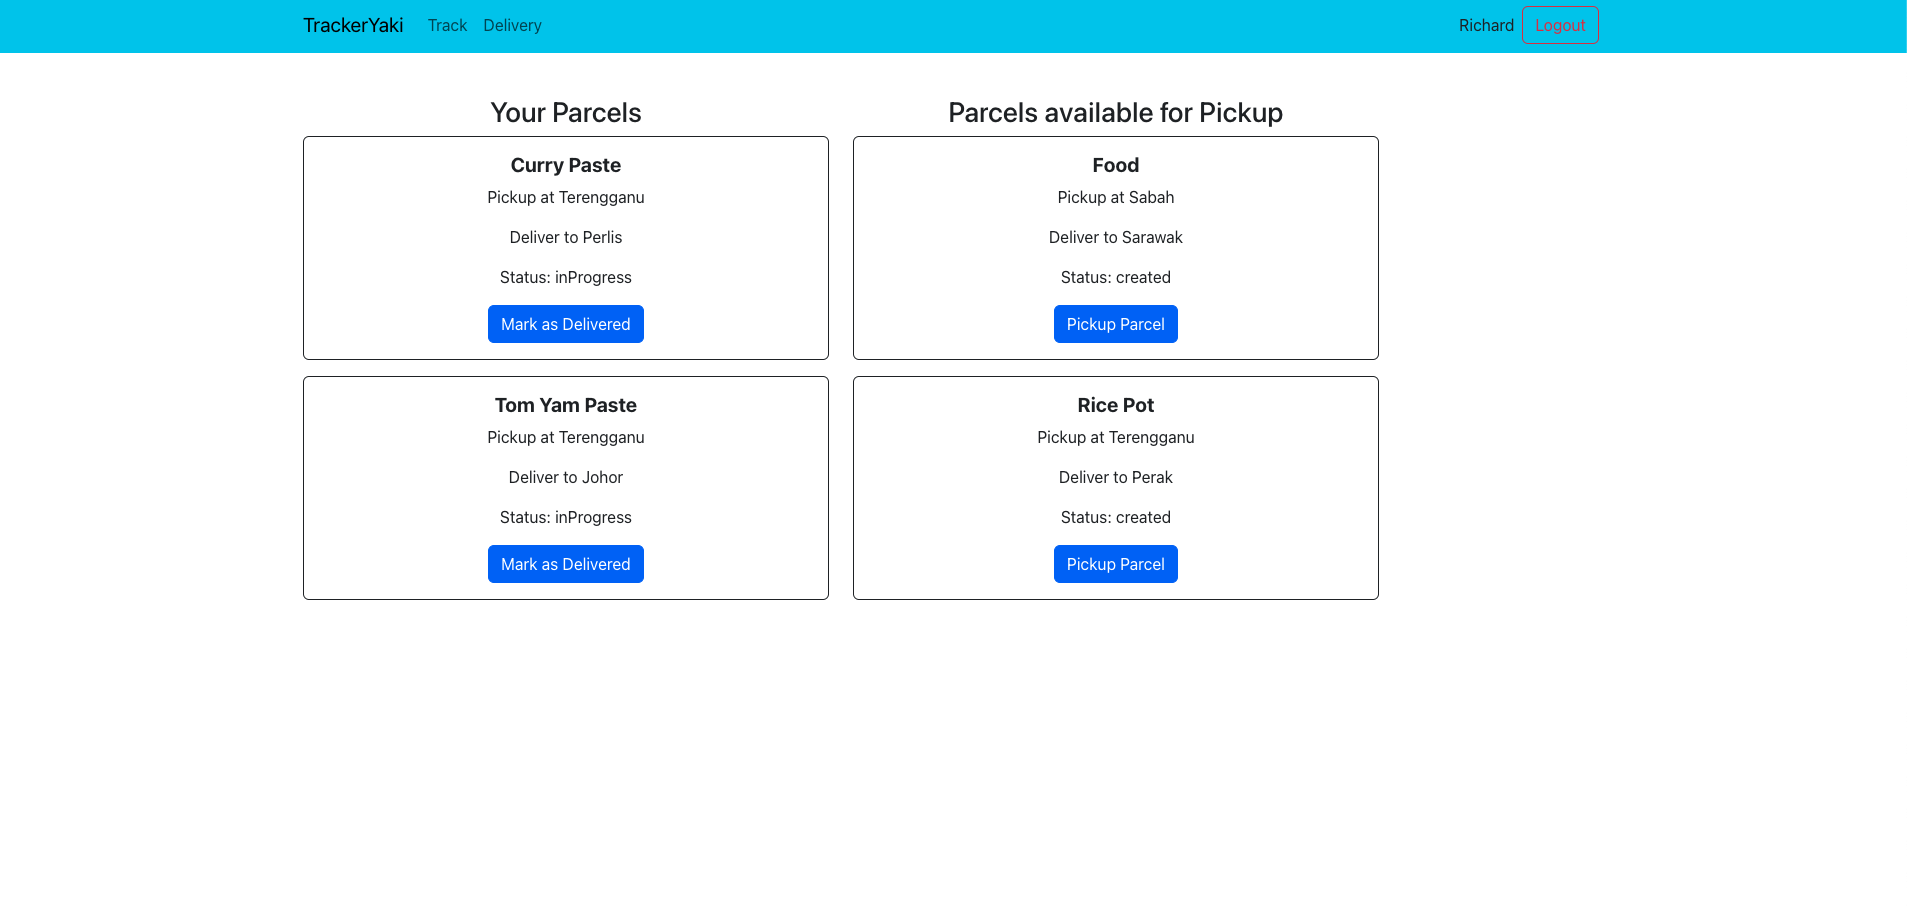 TrackerYaki Track Delivery Richard Logout
Your Parcels
Curry Paste
Pickup at Terengganu
Deliver to Perlis
Status: inProgress
Mark as Delivered
Tom Yam Paste
Pickup at Terengganu
Deliver to Johor
Status: inProgress
Mark as Delivered
Parcels available for Pickup
Food
Pickup at Sabah
Deliver to Sarawak
Status: created
Pickup Parcel
Rice Pot
Pickup at Terengganu
Deliver to Perak
Status: created
Pickup Parcel